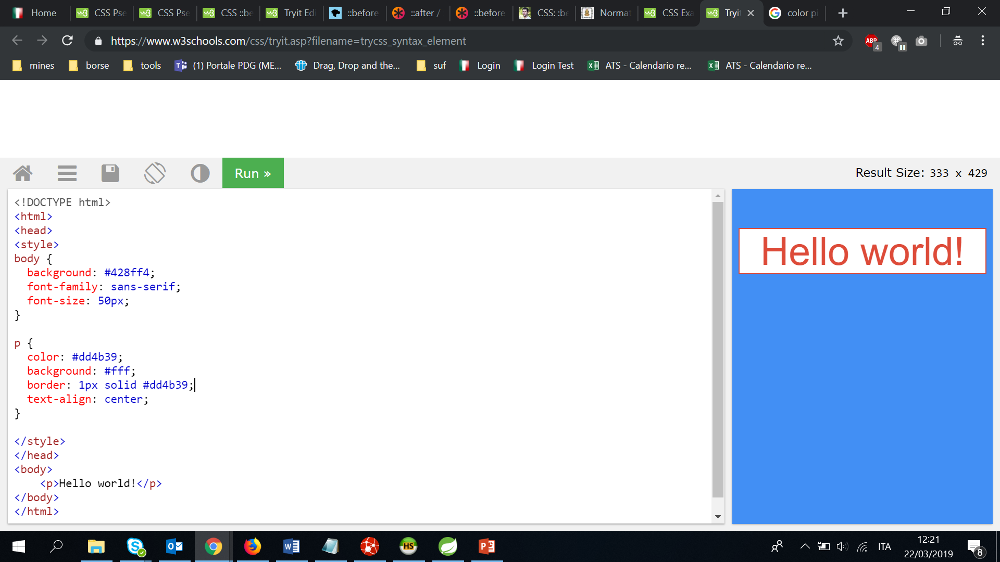 Home
CSS Pse
CSS Pse
CSS ::be
Tryit Edi
::before
::after /
::before
CSS: :be
Normat
CSS Exa
Tryi
color pi
https://www.w3schools.com/css/tryit.asp?filename=trycss_syntax_element
ABP
4
mines
borse
tools
(1) Portale PDG (ME...
Drag, Drop and the...
suf
Login
Login Test
ATS - Calendario re...
ATS - Calendario re...
Run »
Result Size: 333 x 429
<!DOCTYPE html>
<html>
<head>
<style>
body {
  background: #428ff4;
  font-family: sans-serif;
  font-size: 50px;
}

p {
  color: #dd4b39;
  background: #fff;
  border: 1px solid #dd4b39;
  text-align: center;
}

</style>
</head>
<body>
    <p>Hello world!</p>
</body>
</html>
Hello world!
HS
ITA
12:21
22/03/2019
8